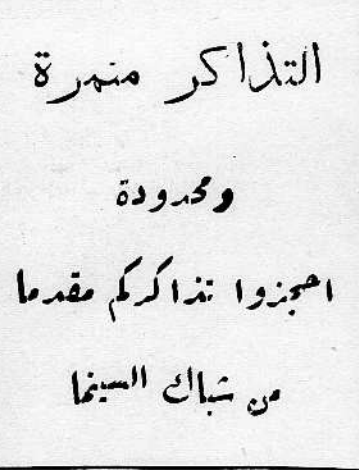 التذاكر منمرة
ومحدودة
احجزوا تذاكركم مقدما
من شباك السينما